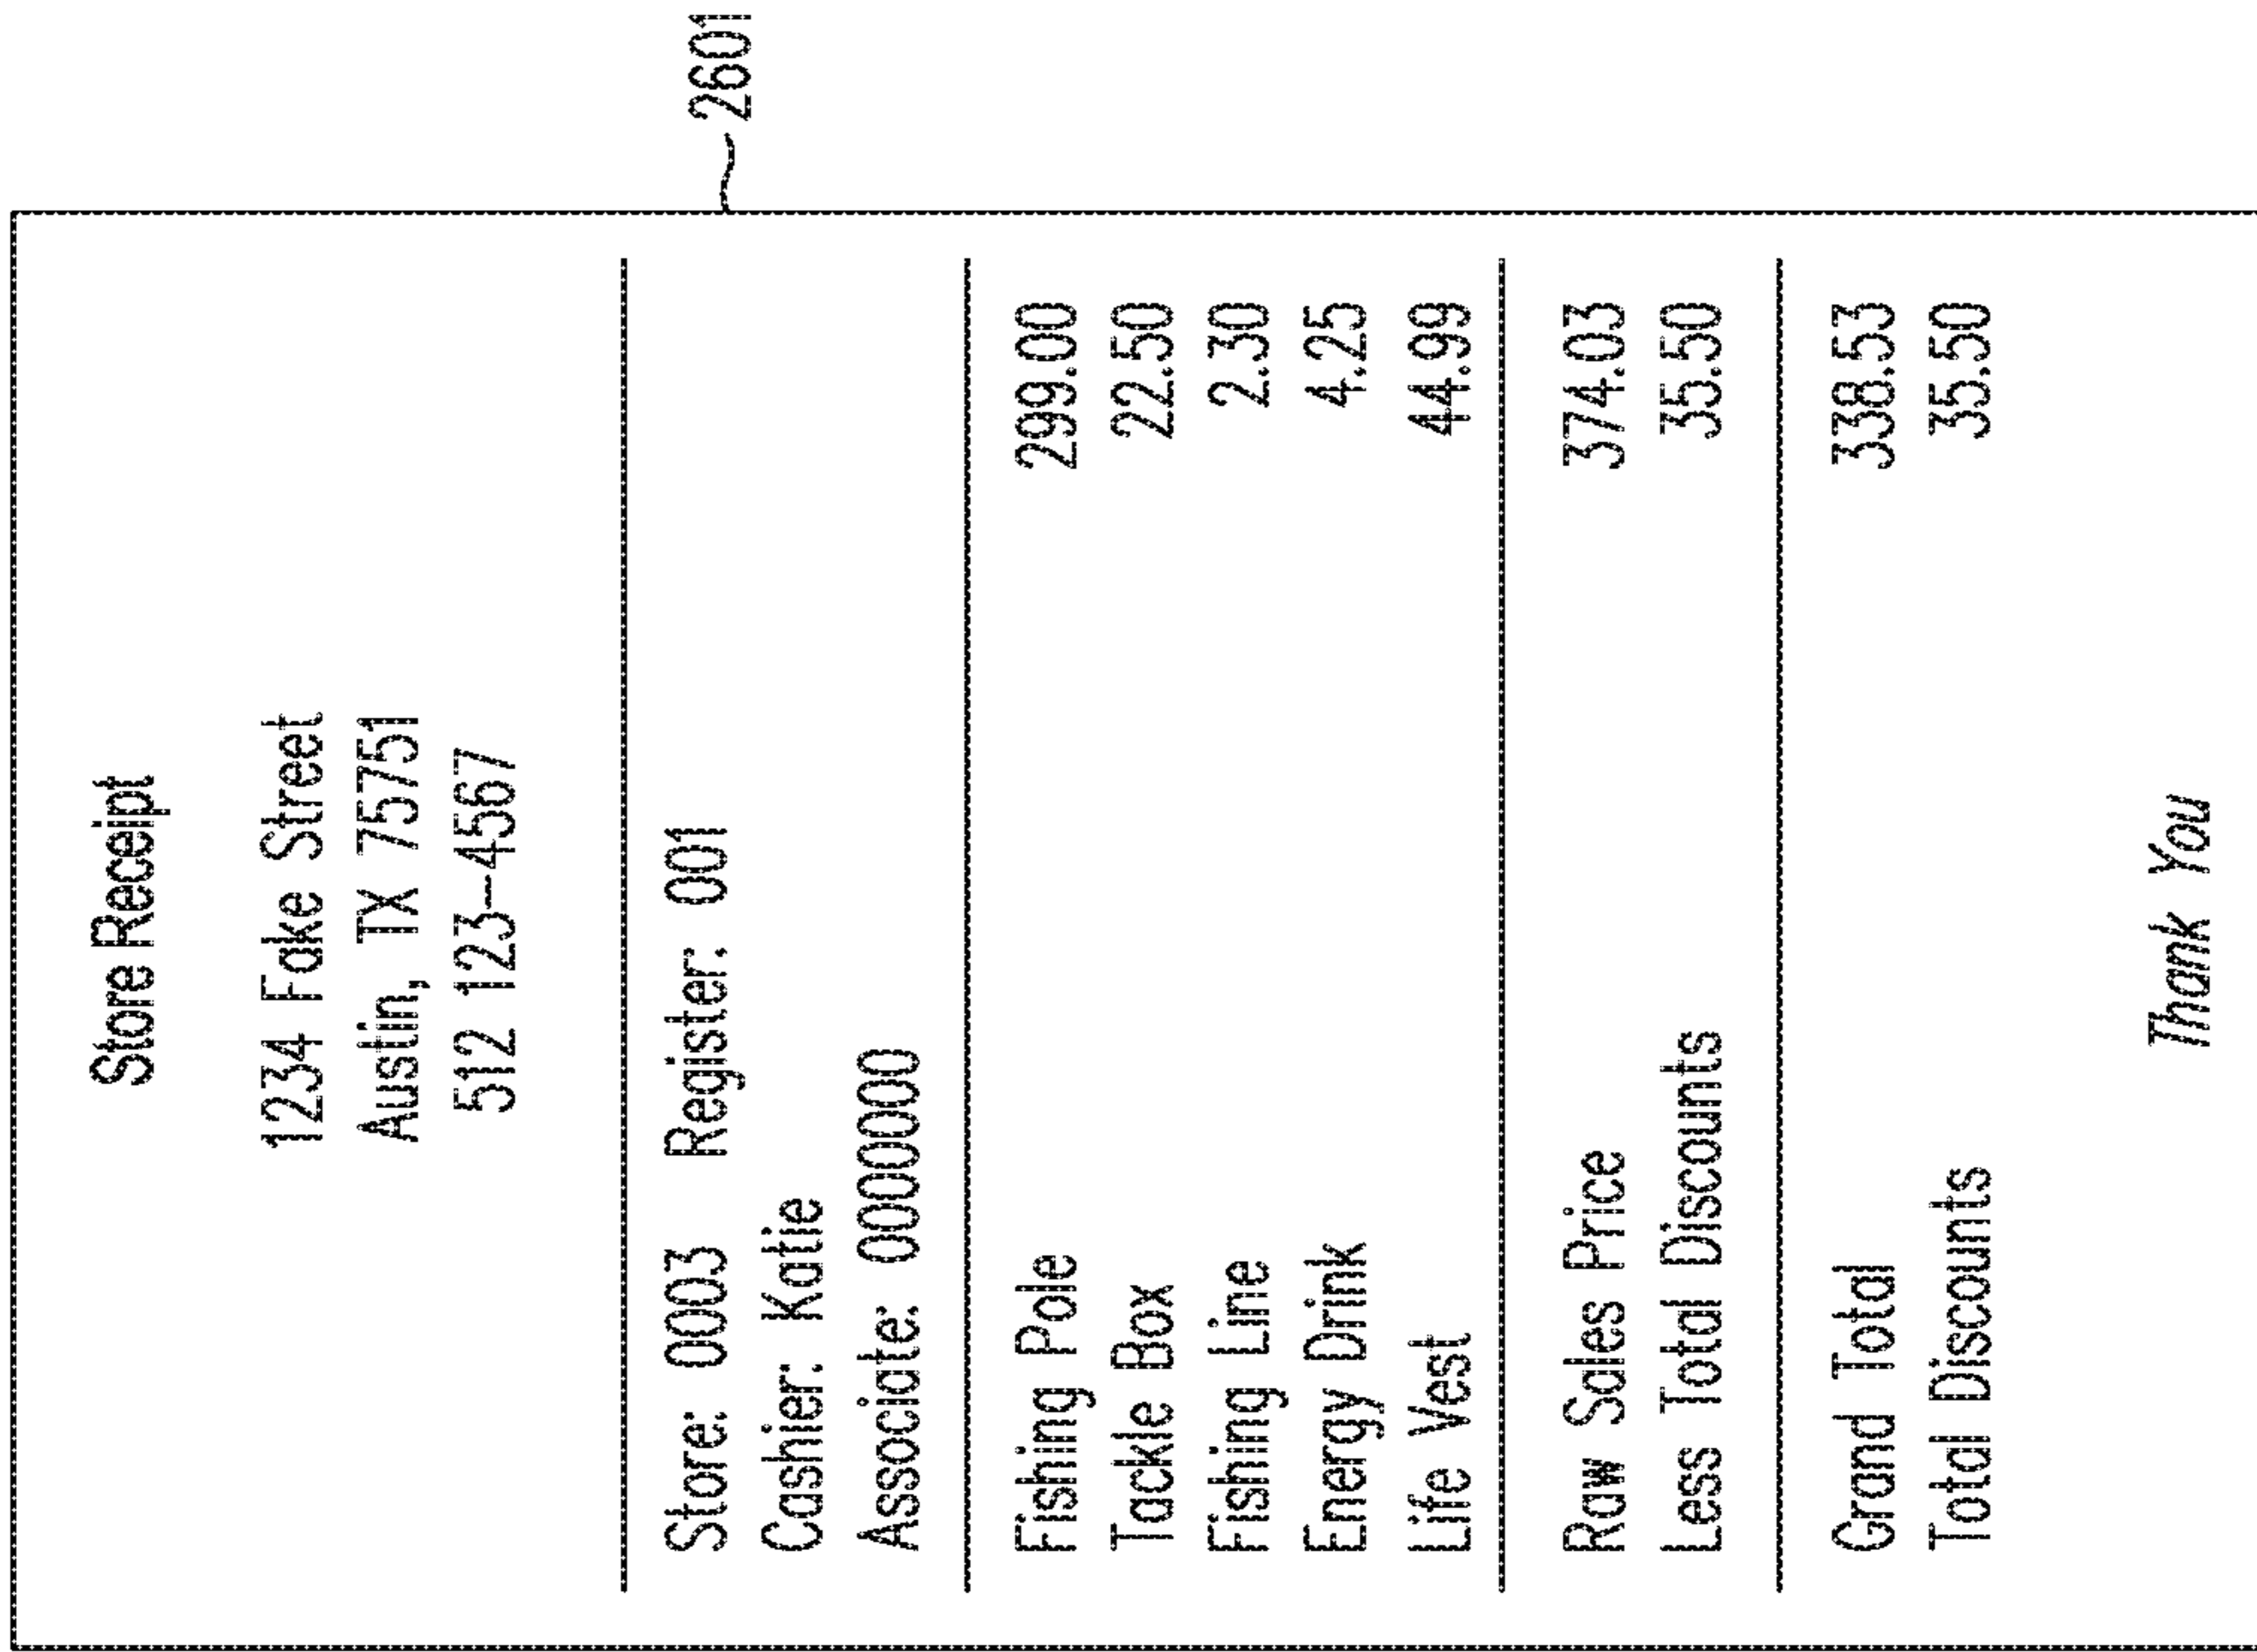 Store Receipt
1234 Fake Street
Austin, TX 75751
512 123-4567
Store: 0003 Register: 001
Cashier: Katie
Associate: 0000000
Fishing Pole 299.00
Tackle Box 22.50
Fishing Line 2.30
Energy Drink 4.25
Life Vest 44.99
Raw Sales Price 374.03
Less Total Discounts 35.50
Grand Total 338.53
Total Discounts 35.50
Thank You
2601